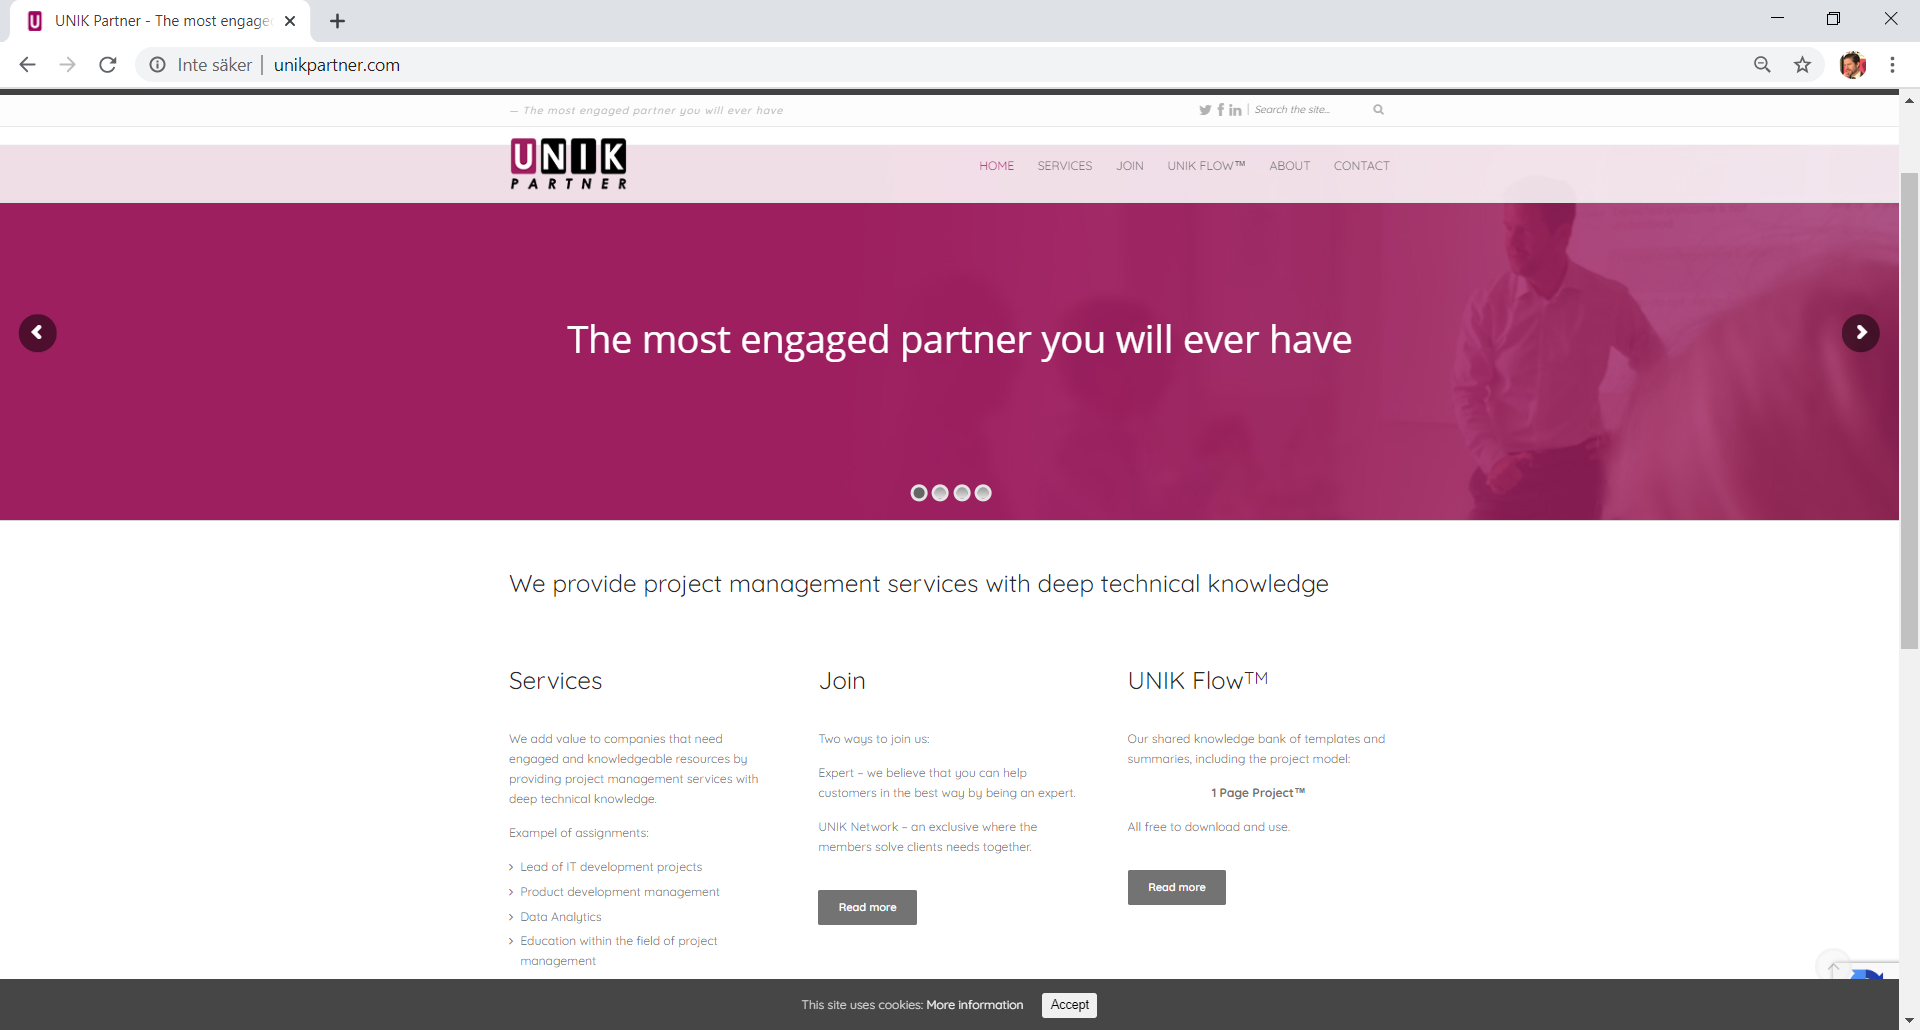 UNIK Partner - The most engage
Inte säker | unikpartner.com
— The most engaged partner you will ever have
Search the site...
UNIK
PARTNER
HOME SERVICES JOIN UNIK FLOW™ ABOUT CONTACT
The most engaged partner you will ever have
We provide project management services with deep technical knowledge
Services
We add value to companies that need
engaged and knowledgeable resources by
providing project management services with
deep technical knowledge.
Exampel of assignments:
Lead of IT development projects
Product development management
Data Analytics
Education within the field of project
management
Join
Two ways to join us:
Expert – we believe that you can help
customers in the best way by being an expert.
UNIK Network – an exclusive where the
members solve clients needs together.
Read more
UNIK Flow™
Our shared knowledge bank of templates and
summaries, including the project model:
1 Page Project™
All free to download and use.
Read more
This site uses cookies: More information Accept